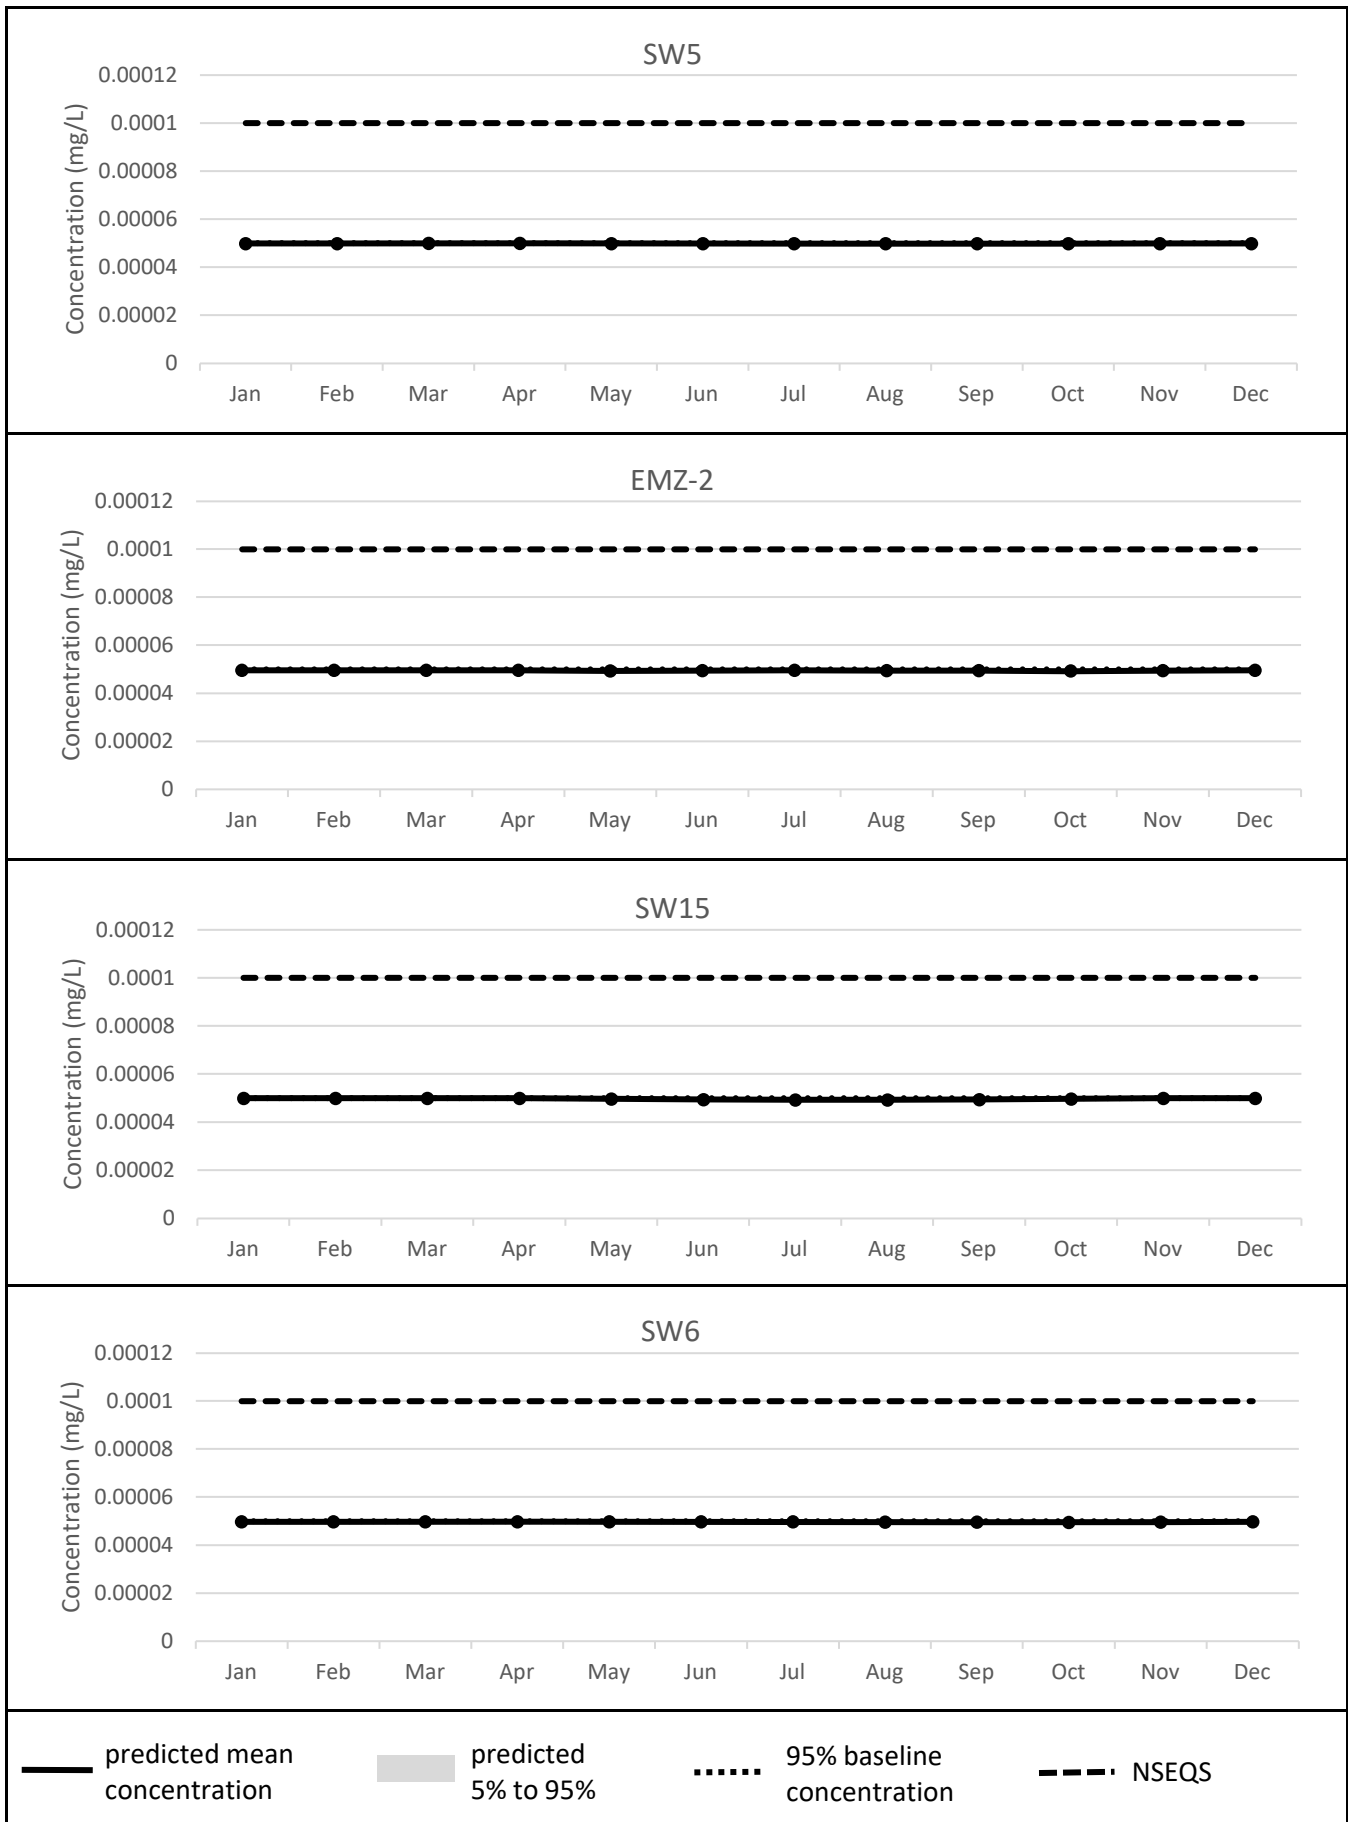 SW5
Concentration (mg/L)
0.00012
0.0001
0.00008
0.00006
0.00004
0.00002
0
Jan Feb Mar Apr May Jun Jul Aug Sep Oct Nov Dec
EMZ-2
Concentration (mg/L)
0.00012
0.0001
0.00008
0.00006
0.00004
0.00002
0
Jan Feb Mar Apr May Jun Jul Aug Sep Oct Nov Dec
SW15
Concentration (mg/L)
0.00012
0.0001
0.00008
0.00006
0.00004
0.00002
0
Jan Feb Mar Apr May Jun Jul Aug Sep Oct Nov Dec
SW6
Concentration (mg/L)
0.00012
0.0001
0.00008
0.00006
0.00004
0.00002
0
Jan Feb Mar Apr May Jun Jul Aug Sep Oct Nov Dec
predicted mean
concentration
predicted
5% to 95%
95% baseline
concentration
NSEQS